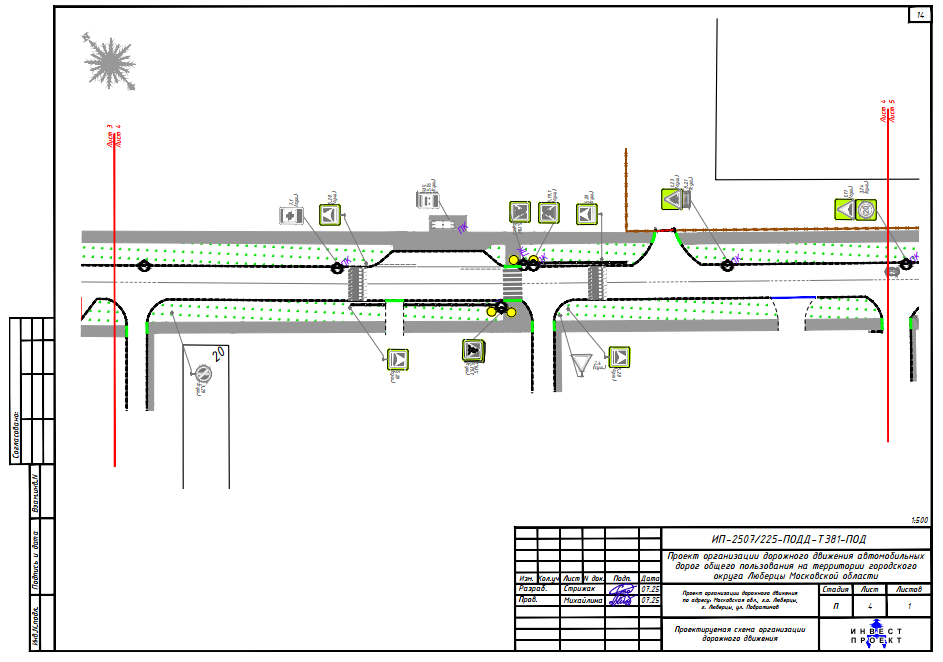 14
Лист 3
Лист 4
Лист 4
Лист 5
ПК
ПК
ПК
ПК
20
Согласовано:
Взам.инв.N
Подпись и дата
Инв.N.подл.
1:500
ИП-2507/225-ПОДД-Т381-ПОД
Проект организации дорожного движения автомобильных
дорог общего пользования на территории городского
округа Люберцы Московской области
Изм. Кол.уч Лист N док. Подп. Дата
Разраб. Стрижак 07.25
Пров. Михайлина 07.25
Проект организации дорожного движения
по адресу: Московская обл., г.о. Люберцы,
г. Люберцы, ул. Побратимов
Стадия Лист Листов
П 4 1
Проектируемая схема организации
дорожного движения
ИНВЕСТ
ПРОЕКТ